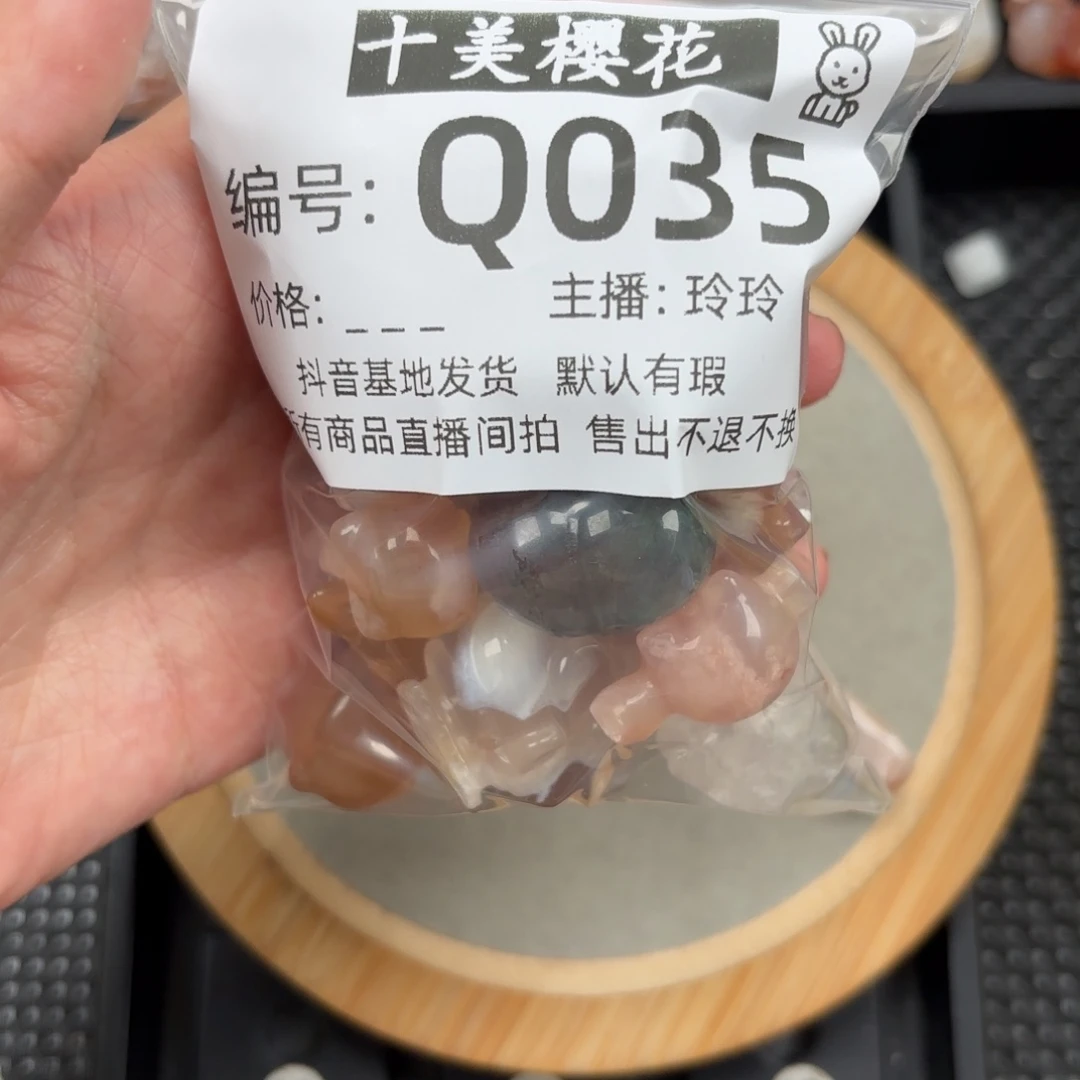 十美樱花
编号: Q035
价格: _ _ _ 主播: 玲玲
抖音基地发货 默认有瑕
所有商品直播间拍 售出不退不换